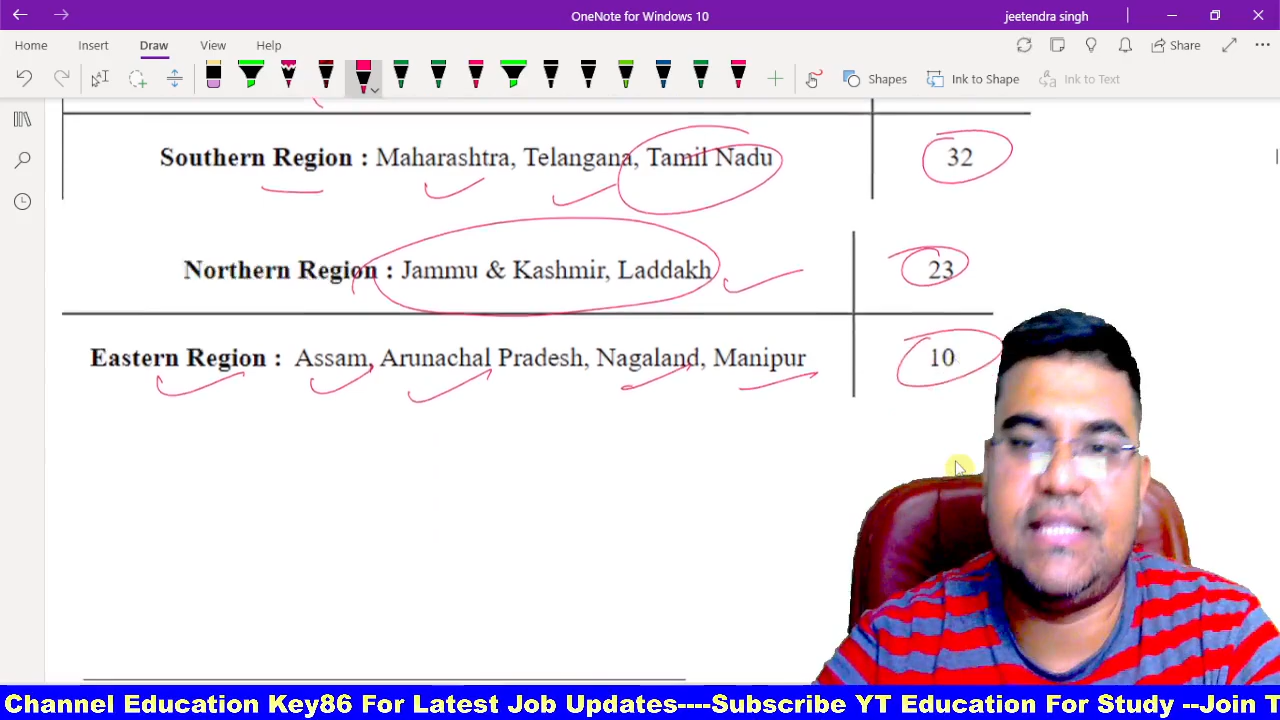 OneNote for Windows 10
jeetendra singh
Home Insert Draw View Help
Share
Shapes
Ink to Shape
Ink to Text
Southern Region : Maharashtra, Telangana, Tamil Nadu 32
Northern Region : Jammu & Kashmir, Laddakh 23
Eastern Region : Assam, Arunachal Pradesh, Nagaland, Manipur 10
Channel Education Key86 For Latest Job Updates----Subscribe YT Education For Study --Join T